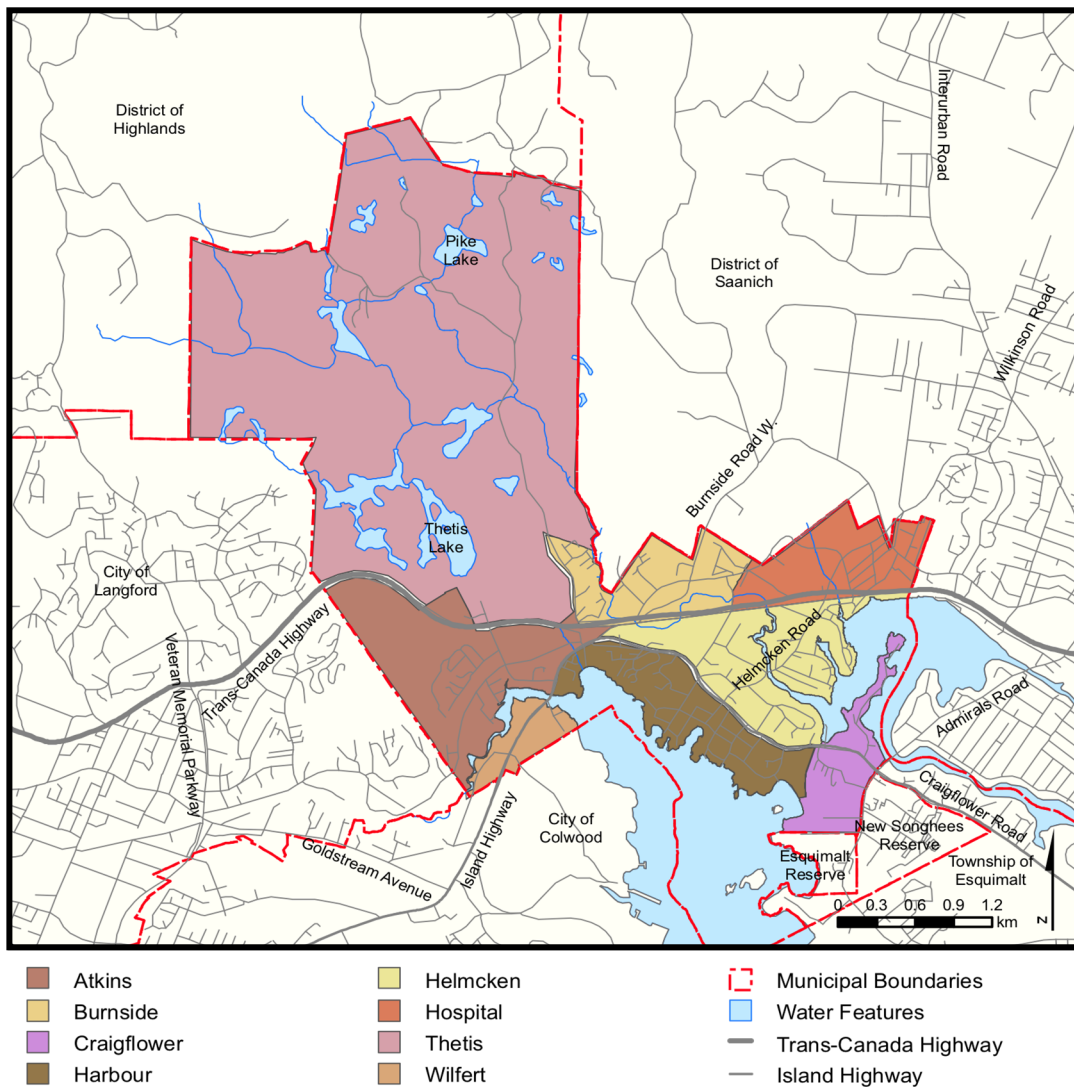 District of
Highlands
Interurban Road
Pike
Lake
District of
Saanich
Wilkinson Road
Burnside Road W.
Thetis
Lake
City of
Langford
Trans-Canada Highway
Veteran Memorial Parkway
Helmcken Road
Admirals Road
Craigflower Road
City of
Colwood
Island Highway
Goldstream Avenue
New Songhees
Reserve
Esquimalt
Reserve
Township of
Esquimalt
0 0.3 0.6 0.9 1.2
km
N
Atkins
Burnside
Craigflower
Harbour
Helmcken
Hospital
Thetis
Wilfert
Municipal Boundaries
Water Features
Trans-Canada Highway
Island Highway